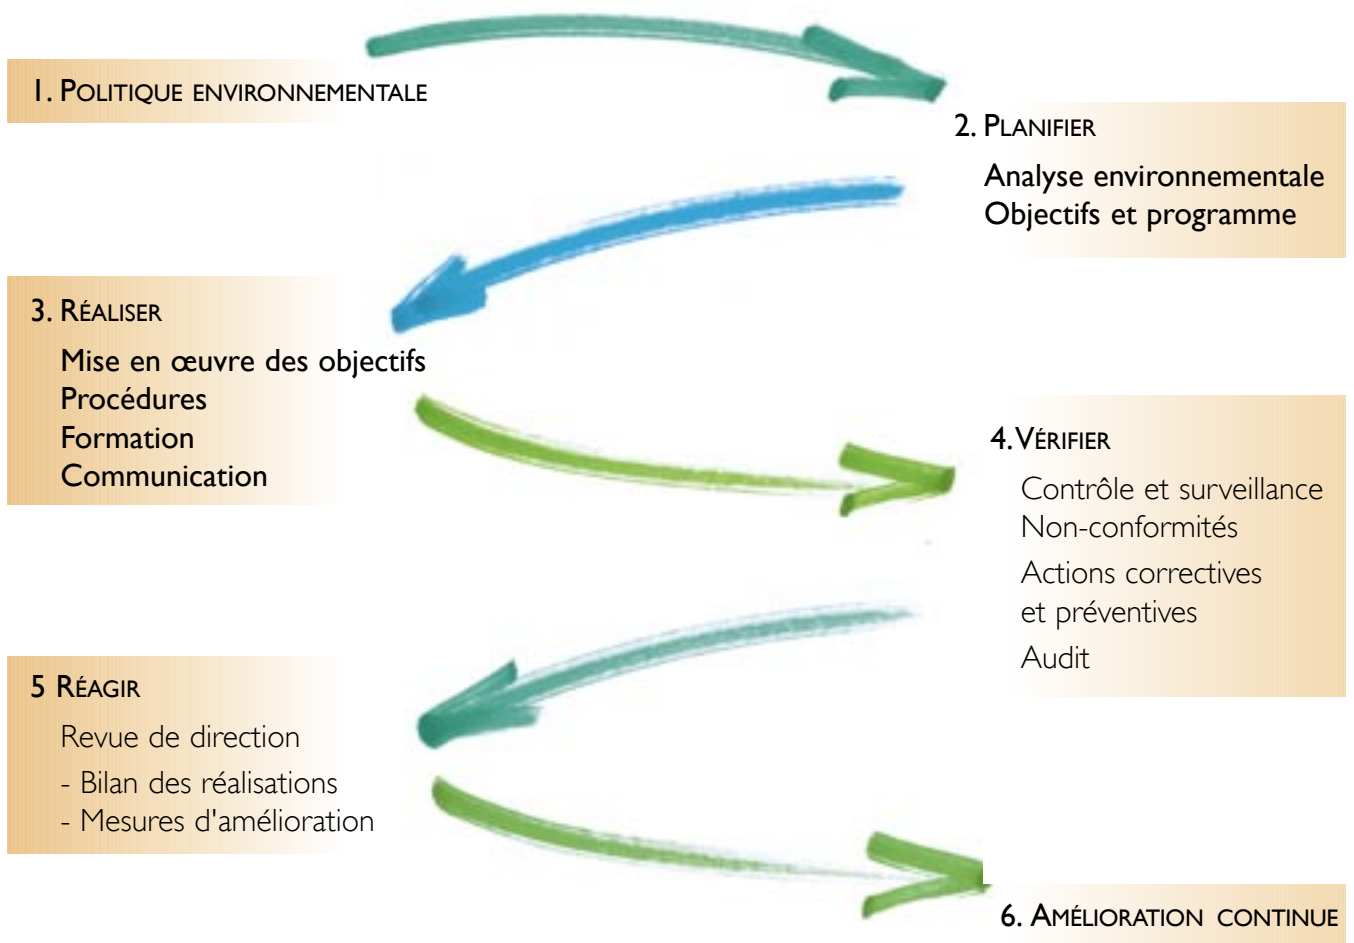 1. POLITIQUE ENVIRONNEMENTALE
2. PLANIFIER
Analyse environnementale
Objectifs et programme
3. RÉALISER
Mise en œuvre des objectifs
Procédures
Formation
Communication
4. VÉRIFIER
Contrôle et surveillance
Non-conformités
Actions correctives
et préventives
Audit
5 RÉAGIR
Revue de direction
- Bilan des réalisations
- Mesures d'amélioration
6. AMÉLIORATION CONTINUE